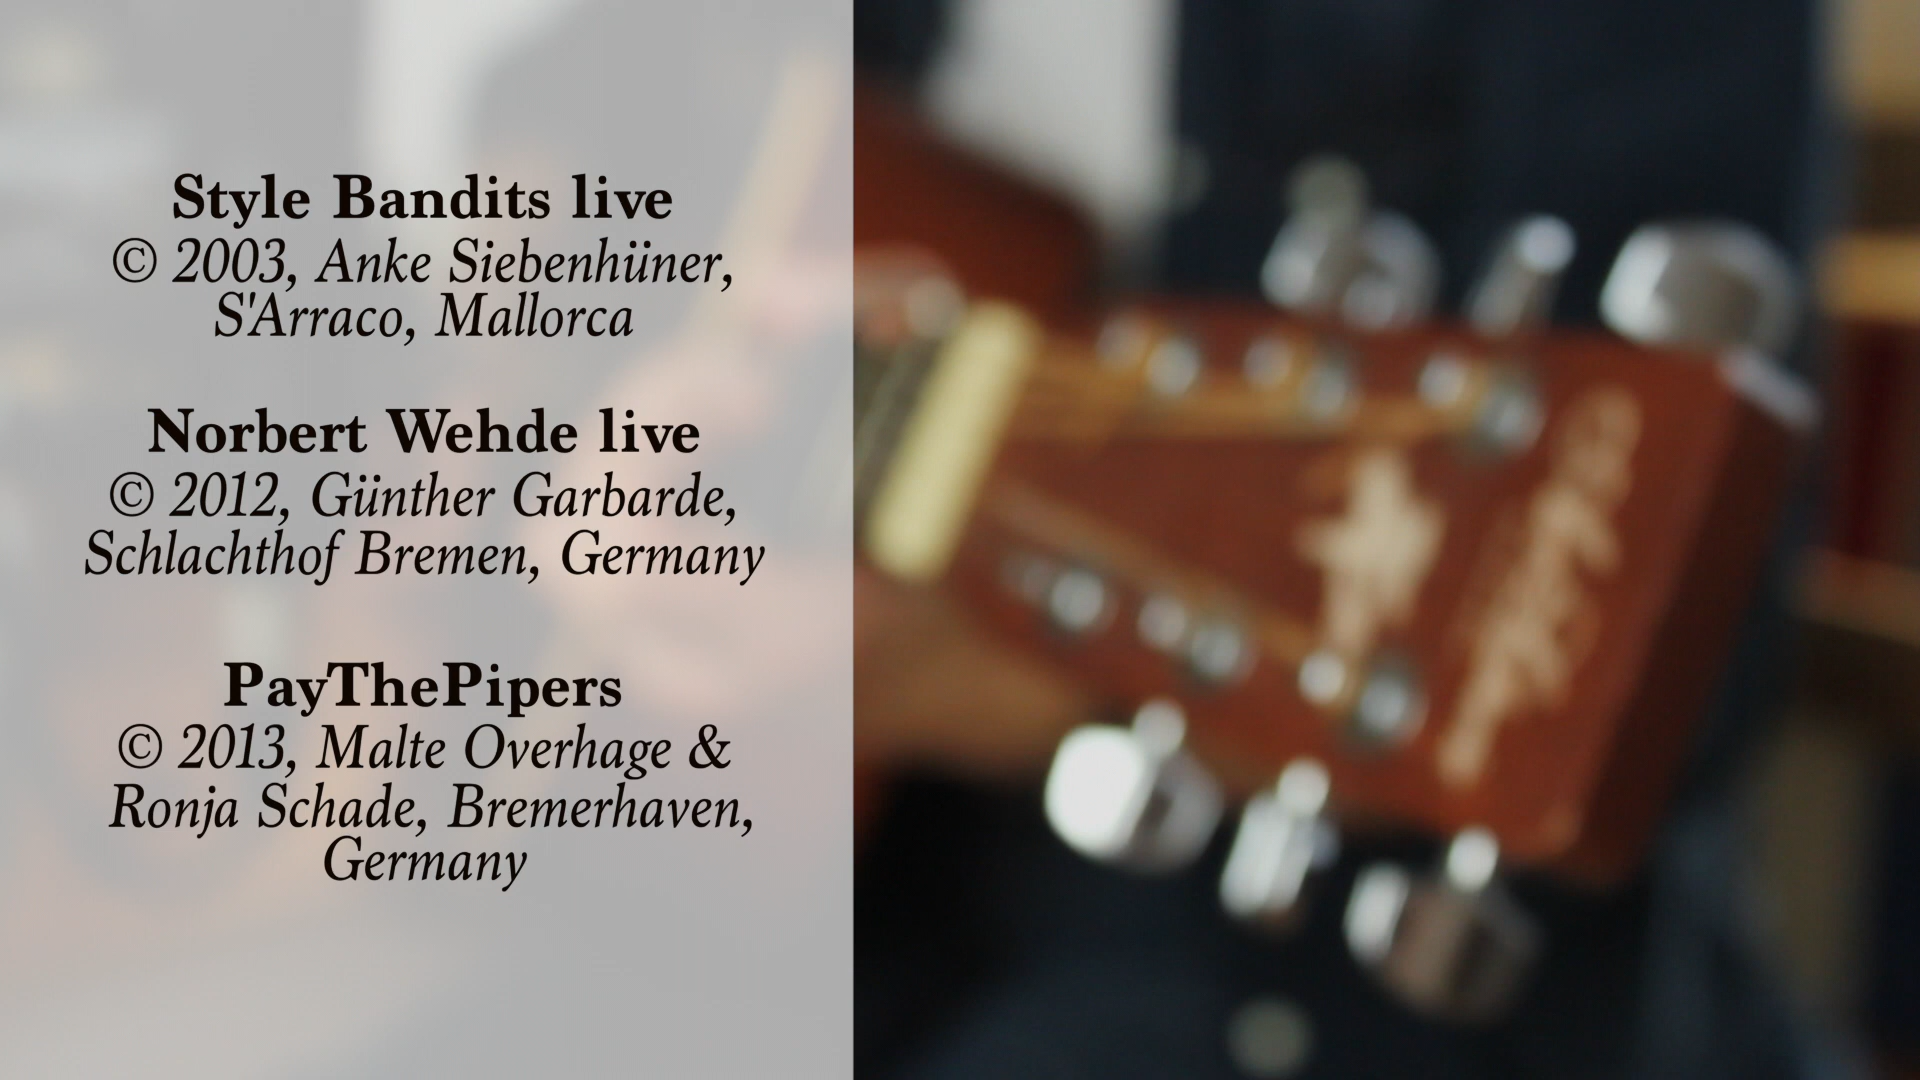 Style Bandits live
© 2003, Anke Siebenhüner,
S'Arraco, Mallorca
Norbert Wehde live
© 2012, Günther Garbarde,
Schlachthof Bremen, Germany
PayThePipers
© 2013, Malte Overhage &
Ronja Schade, Bremerhaven,
Germany